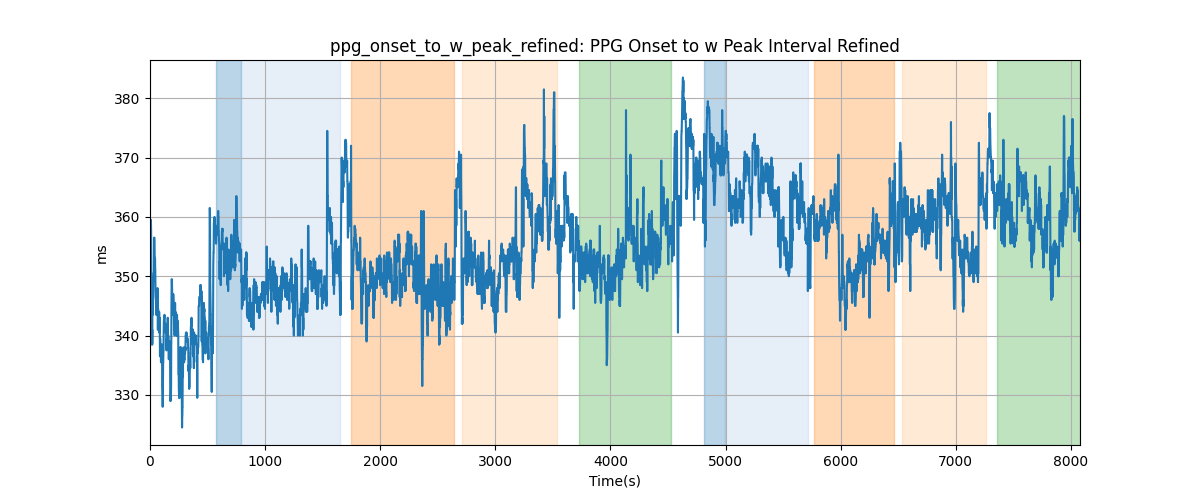 ppg_onset_to_w_peak_refined: PPG Onset to w Peak Interval Refined
380
370
360
350
340
330
ms
0 1000 2000 3000 4000 5000 6000 7000 8000
Time(s)